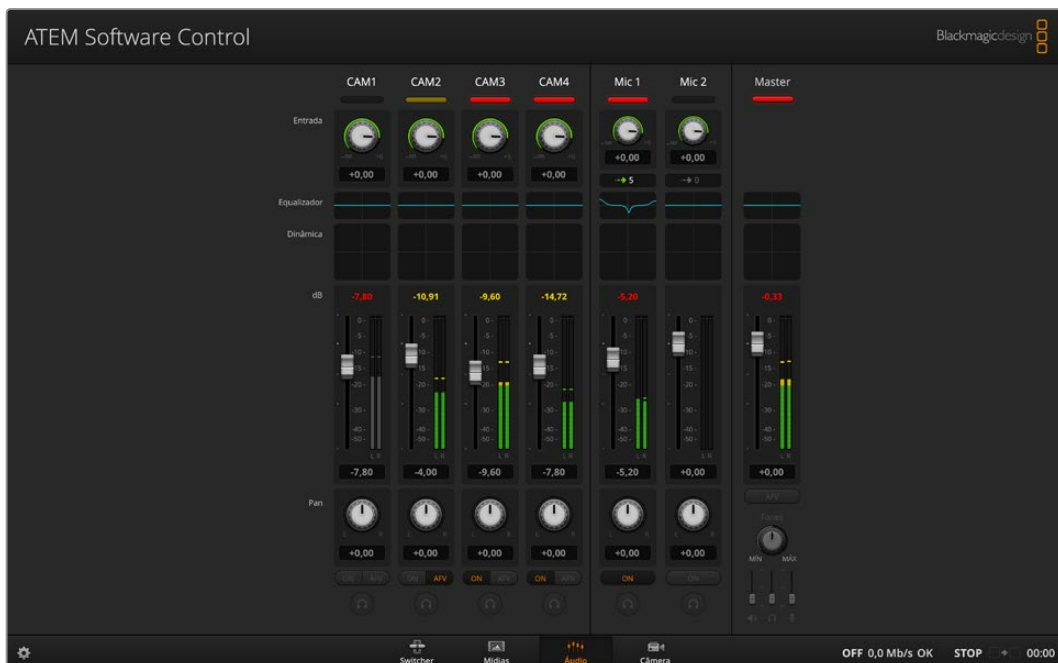 ATEM Software Control
Blackmagicdesign
CAM1 CAM2 CAM3 CAM4 Mic 1 Mic 2 Master
Entrada
+0,00 +0,00
+0,00 +0,00 +0,00 +0,00
5 0
Equalizador
Dinâmica
dB -7,80 -10,91 -9,60 -14,72 -5,20 -0,33
-7,80 -4,00 -9,60 -7,80 -5,20 +0,00 +0,00
AFV
Pan
Fones
L R L R L R L R L R L R
+0,00 +0,00 +0,00 +0,00 +0,00 +0,00
MÍN MÁX
ON AFV ON AFV ON AFV ON AFV ON ON
Switcher Mídias Áudio Câmera
OFF 0,0 Mb/s OK STOP 00:00